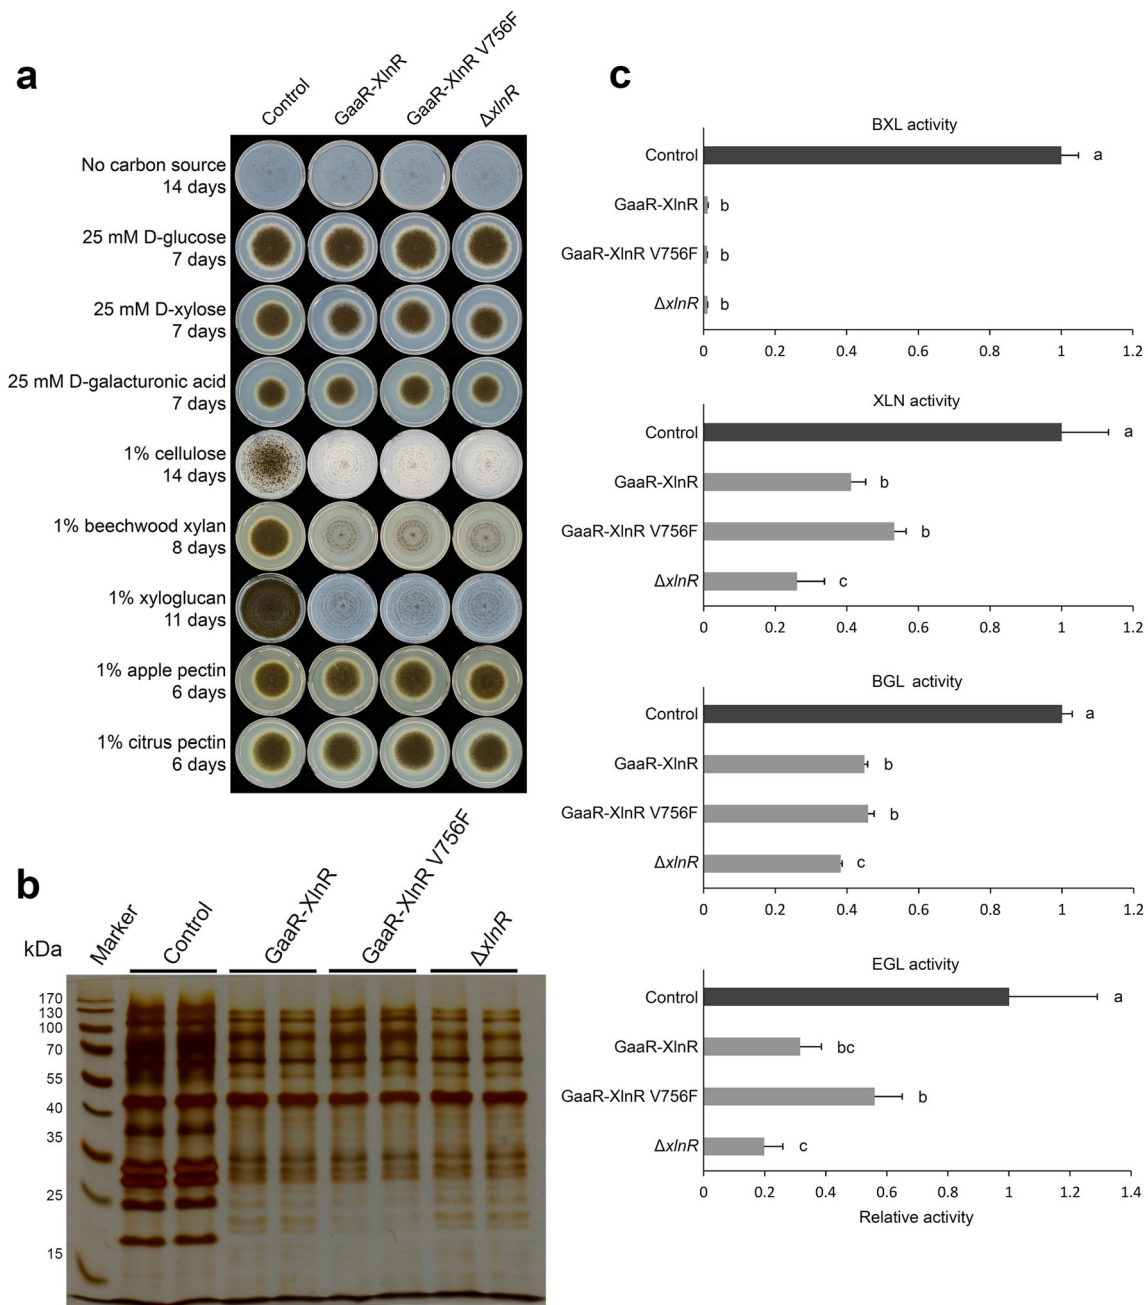 a
Control
GaaR-XlnR
GaaR-XlnR V756F
ΔxlnR
No carbon source
14 days
25 mM D-glucose
7 days
25 mM D-xylose
7 days
25 mM D-galacturonic acid
7 days
1% cellulose
14 days
1% beechwood xylan
8 days
1% xyloglucan
11 days
1% apple pectin
6 days
1% citrus pectin
6 days
b
kDa
Marker
Control
GaaR-XlnR
GaaR-XlnR V756F
ΔxlnR
170
130
100
70
55
40
35
25
15
c
BXL activity
Control
a
GaaR-XlnR
b
GaaR-XlnR V756F
b
ΔxlnR
b
0 0.2 0.4 0.6 0.8 1 1.2
XLN activity
Control
a
GaaR-XlnR
b
GaaR-XlnR V756F
b
ΔxlnR
c
0 0.2 0.4 0.6 0.8 1 1.2
BGL activity
Control
a
GaaR-XlnR
b
GaaR-XlnR V756F
b
ΔxlnR
c
0 0.2 0.4 0.6 0.8 1 1.2
EGL activity
Control
a
GaaR-XlnR
bc
GaaR-XlnR V756F
b
ΔxlnR
c
0 0.2 0.4 0.6 0.8 1 1.2 1.4
Relative activity